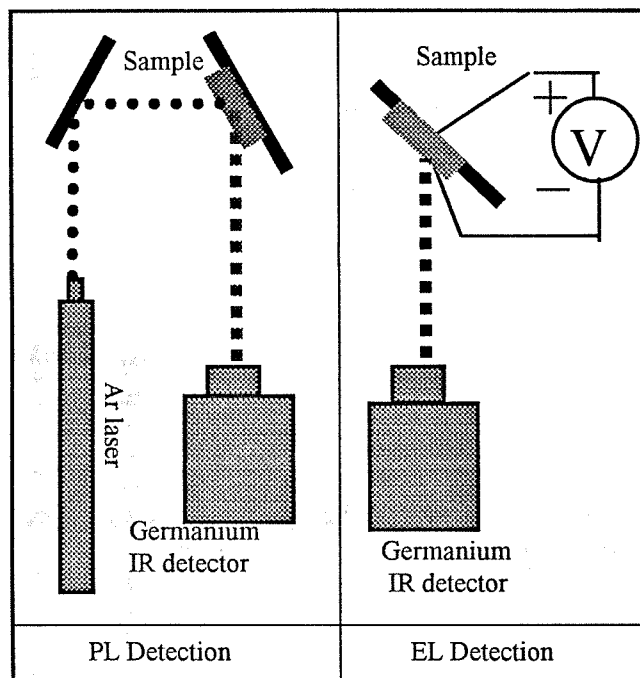 Sample
Ar laser
Germanium
IR detector
PL Detection
Sample
+
V
−
Germanium
IR detector
EL Detection